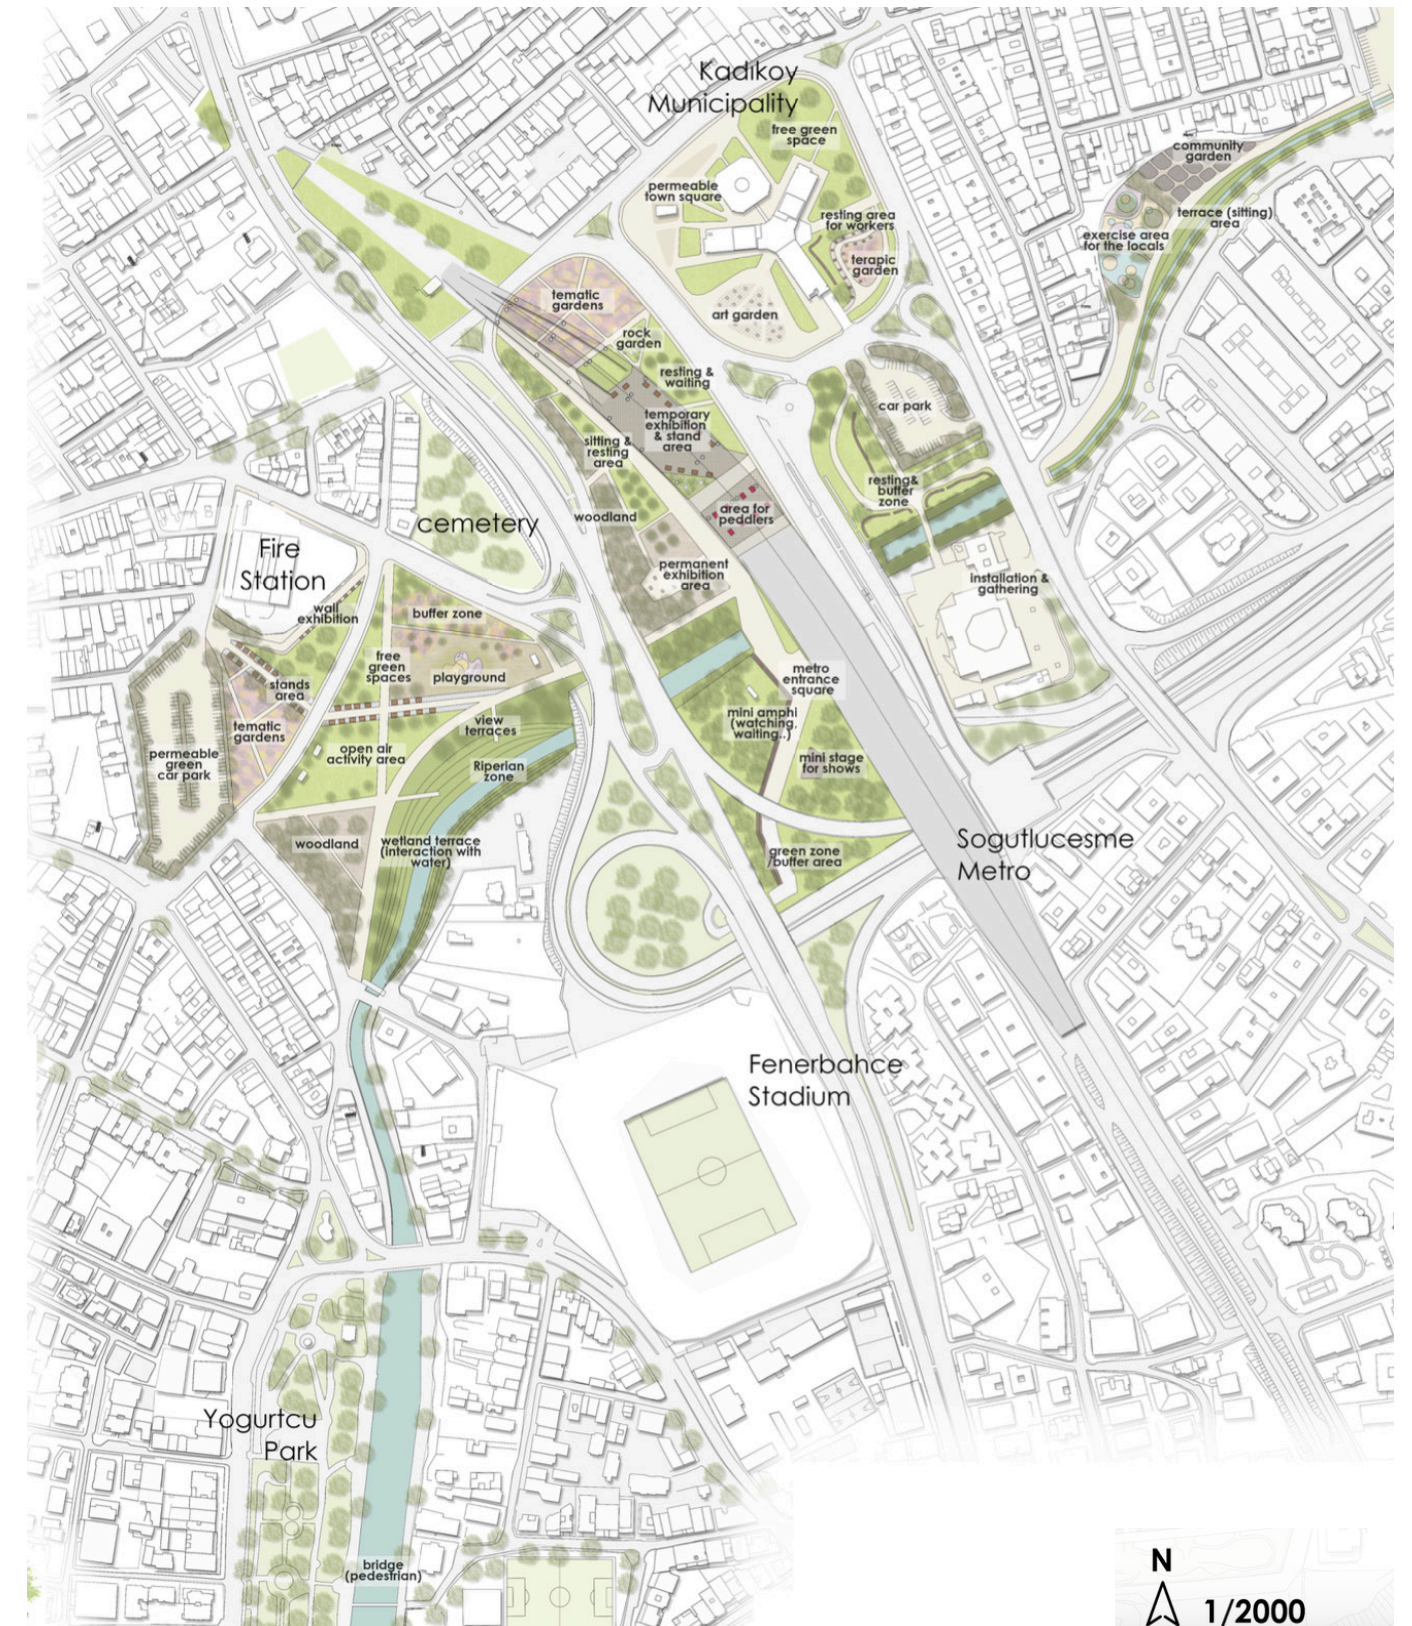 Kadıkoy
Municipality
free green
space
community
garden
permeable
town square
resting area
for workers
terrace (sitting)
area
exercise area
for the locals
terapic
garden
tematic
gardens
art garden
rock
garden
resting &
waiting
car park
temporary
exhibition
& stand
area
sitting &
resting
area
resting&
buffer
zone
woodland
area for
peddlers
cemetery
Fire
Station
permanent
exhibition
area
installation &
gathering
wall
exhibition
buffer zone
free
green
spaces
playground
stands
area
metro
entrance
square
view
terraces
mini amphi
(watching,
waiting..)
tematic
gardens
permeable
green
car park
open air
activity area
Riperian
zone
mini stage
for shows
woodland
wetland terrace
(interaction with
water)
green zone
/buffer area
Sogutlucesme
Metro
Fenerbahce
Stadium
Yogurtcu
Park
bridge
(pedestrian)
N
1/2000